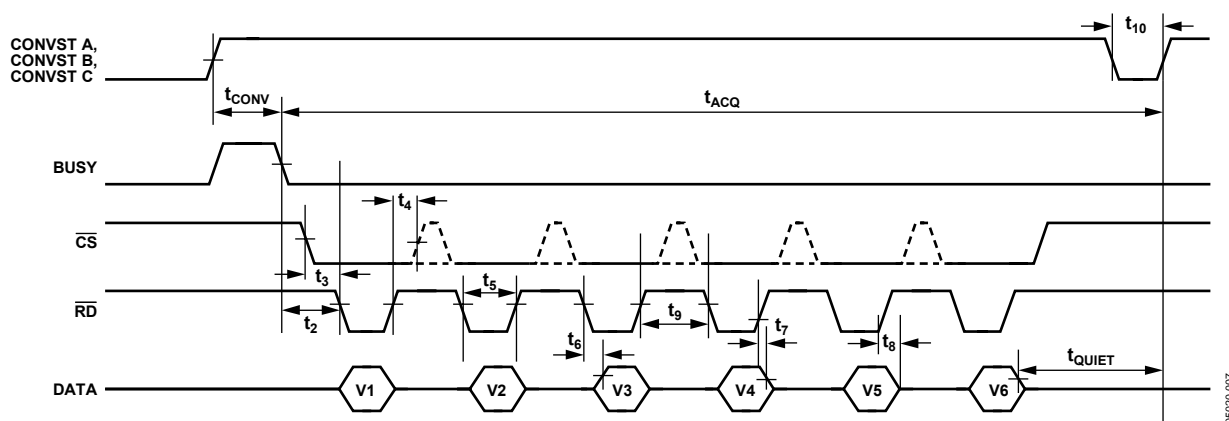 CONVST A,
CONVST B,
CONVST C
t10
tCONV
tACQ
BUSY
t4
CS
t3
t5
RD
t2
t9
t7
t6
t8
tQUIET
DATA
V1
V2
V3
V4
V5
V6